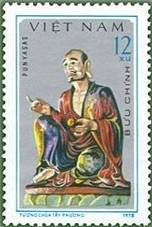 VIỆT NAM
12
XU
PUNYASAS
BƯU CHÍNH
TƯỢNG CHÙA TÂY PHƯƠNG 1978